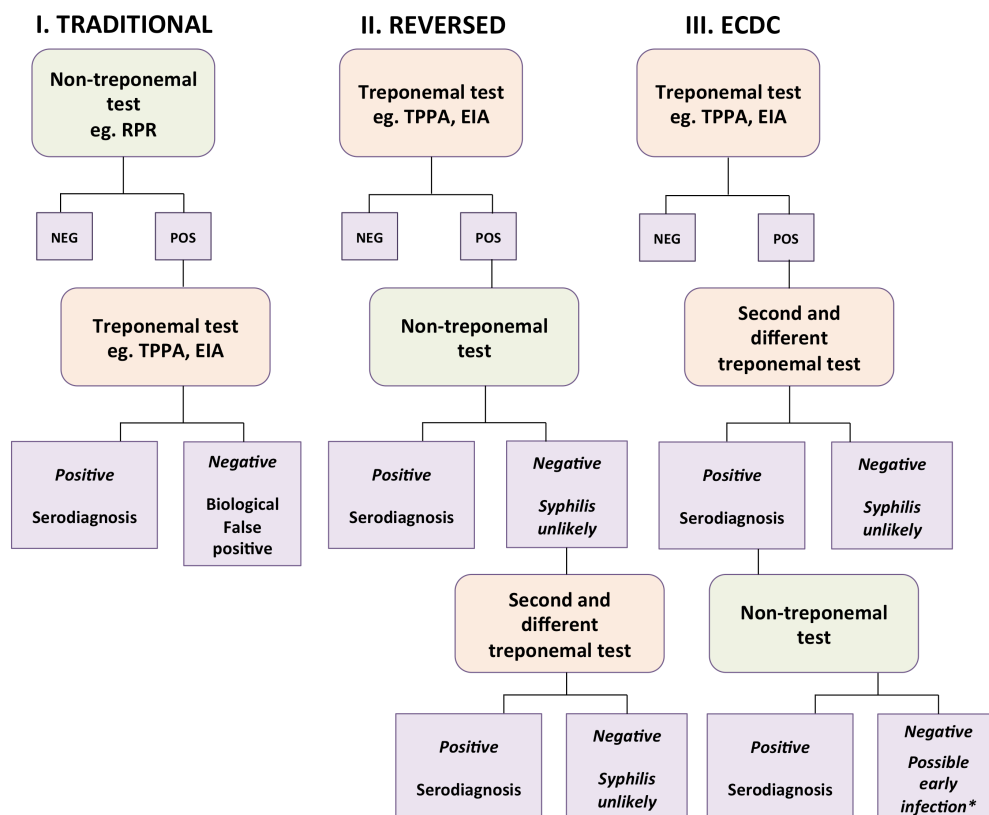 I. TRADITIONAL
Non-treponemal
test
eg. RPR
NEG
POS
Treponemal test
eg. TPPA, EIA
Positive
Serodiagnosis
Negative
Biological
False
positive
II. REVERSED
Treponemal test
eg. TPPA, EIA
NEG
POS
Non-treponemal
test
Positive
Serodiagnosis
Negative
Syphilis
unlikely
Second and
different
treponemal test
Positive
Serodiagnosis
Negative
Syphilis
unlikely
III. ECDC
Treponemal test
eg. TPPA, EIA
NEG
POS
Second and
different
treponemal test
Positive
Serodiagnosis
Negative
Syphilis
unlikely
Non-treponemal
test
Positive
Serodiagnosis
Negative
Possible
early
infection*